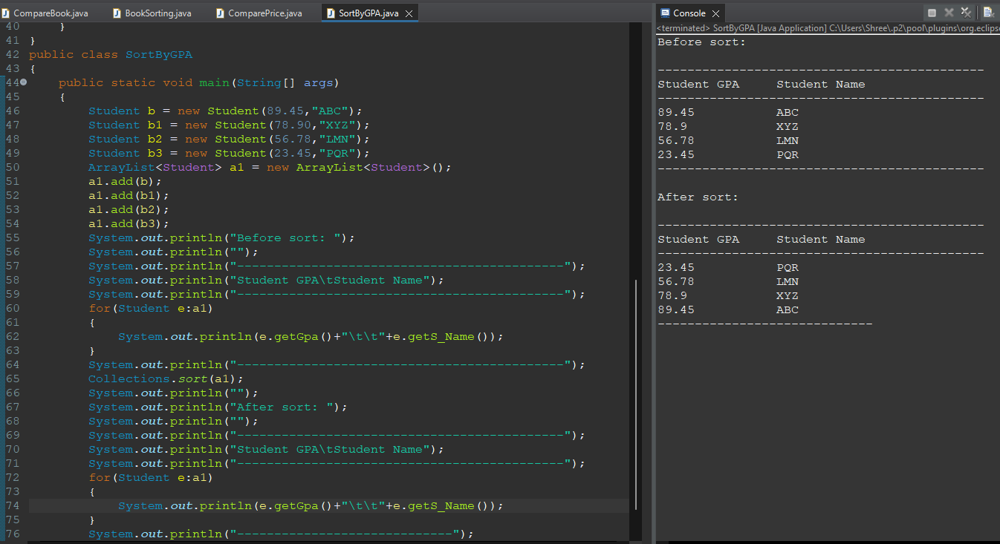 CompareBook.java BookSorting.java ComparePrice.java SortByGPA.java
40 }
41 }
42 public class SortByGPA
43 {
44 public static void main(String[] args)
45 {
46 Student b = new Student(89.45,"ABC");
47 Student b1 = new Student(78.90,"XYZ");
48 Student b2 = new Student(56.78,"LMN");
49 Student b3 = new Student(23.45,"PQR");
50 ArrayList<Student> a1 = new ArrayList<Student>();
51 a1.add(b);
52 a1.add(b1);
53 a1.add(b2);
54 a1.add(b3);
55 System.out.println("Before sort: ");
56 System.out.println("");
57 System.out.println("--------------------------------------------");
58 System.out.println("Student GPA\tStudent Name");
59 System.out.println("--------------------------------------------");
60 for(Student e:a1)
61 {
62 System.out.println(e.getGpa()+"\t\t"+e.getS_Name());
63 }
64 System.out.println("--------------------------------------------");
65 Collections.sort(a1);
66 System.out.println("");
67 System.out.println("After sort: ");
68 System.out.println("");
69 System.out.println("--------------------------------------------");
70 System.out.println("Student GPA\tStudent Name");
71 System.out.println("--------------------------------------------");
72 for(Student e:a1)
73 {
74 System.out.println(e.getGpa()+"\t\t"+e.getS_Name());
75 }
76 System.out.println("-----------------------------");
Console
<terminated> SortByGPA [Java Application] C:\Users\Shree\.p2\pool\plugins\org.eclipse
Before sort:
--------------------------------------------
Student GPA Student Name
--------------------------------------------
89.45 ABC
78.9 XYZ
56.78 LMN
23.45 PQR
--------------------------------------------
After sort:
--------------------------------------------
Student GPA Student Name
--------------------------------------------
23.45 PQR
56.78 LMN
78.9 XYZ
89.45 ABC
-----------------------------